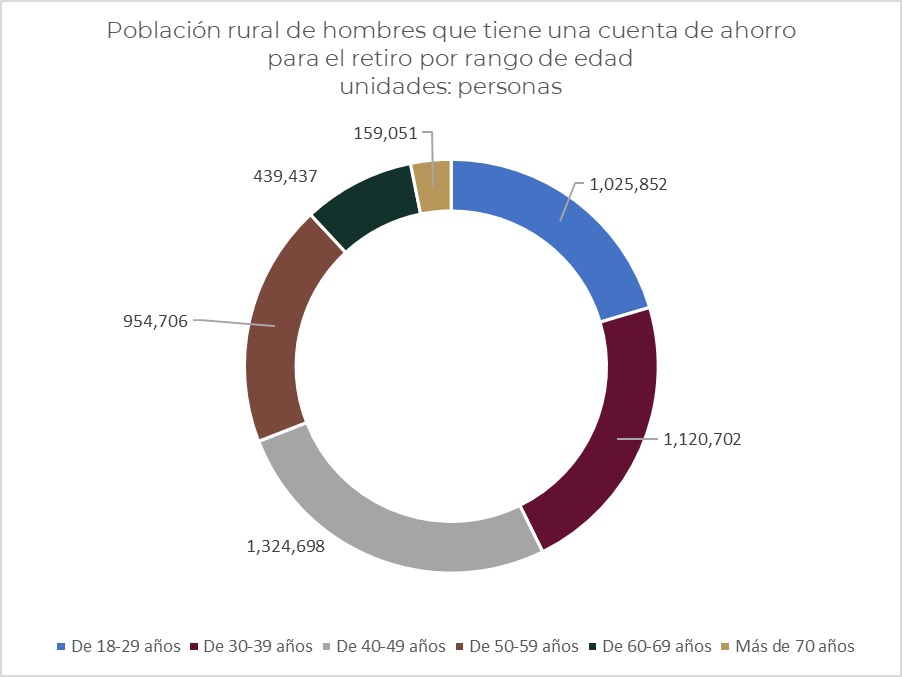 Población rural de hombres que tiene una cuenta de ahorro
para el retiro por rango de edad
unidades: personas
159,051
439,437
1,025,852
954,706
1,120,702
1,324,698
De 18-29 años De 30-39 años De 40-49 años De 50-59 años De 60-69 años Más de 70 años